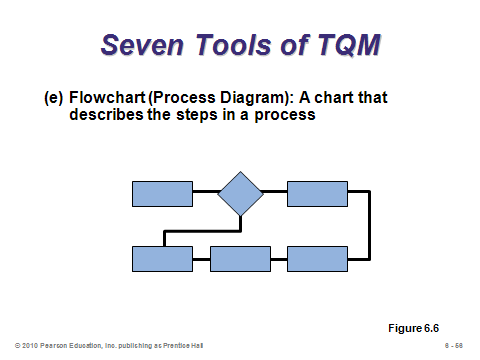 Seven Tools of TQM
(e) Flowchart (Process Diagram): A chart that
describes the steps in a process
Figure 6.6
© 2010 Pearson Education, Inc. publishing as Prentice Hall
6 - 56